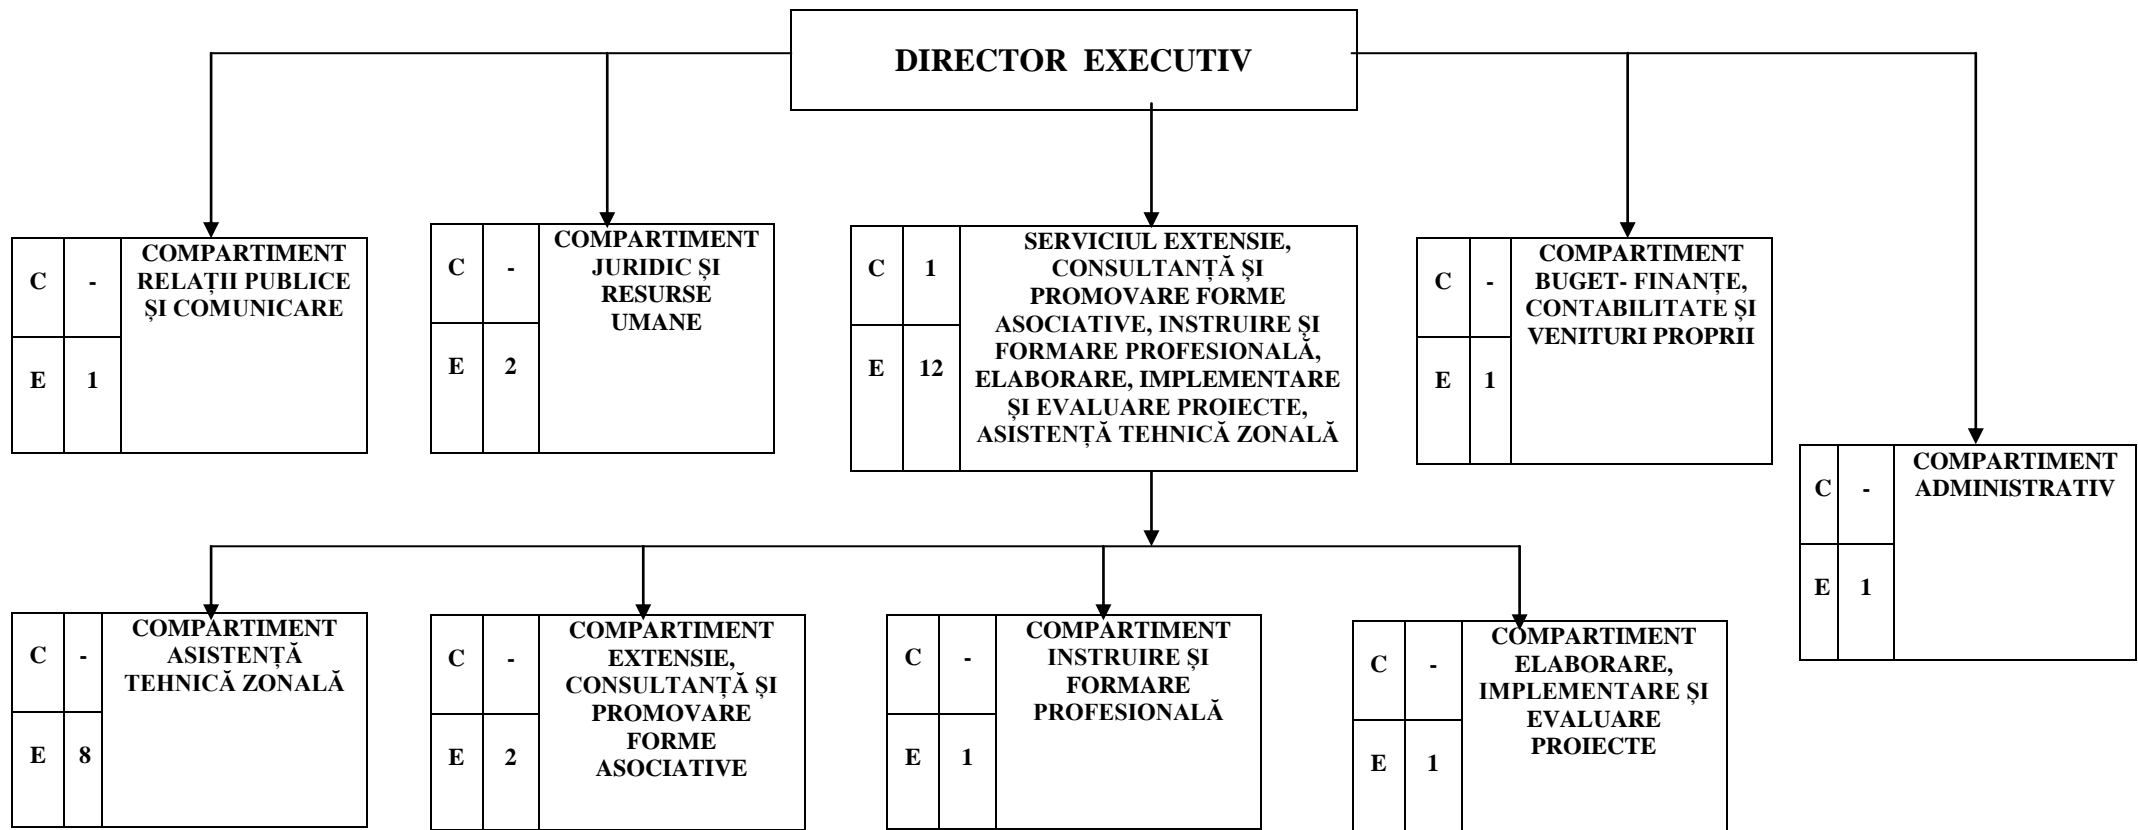 DIRECTOR EXECUTIV
C -
E 1
COMPARTIMENT
RELAȚII PUBLICE
ȘI COMUNICARE
C -
E 2
COMPARTIMENT
JURIDIC ȘI
RESURSE
UMANE
C 1
E 12
SERVICIUL EXTENSIE,
CONSULTANȚĂ ȘI
PROMOVARE FORME
ASOCIATIVE, INSTRUIRE ȘI
FORMARE PROFESIONALĂ,
ELABORARE, IMPLEMENTARE
ȘI EVALUARE PROIECTE,
ASISTENȚĂ TEHNICĂ ZONALĂ
C -
E 1
COMPARTIMENT
BUGET- FINANȚE,
CONTABILITATE ȘI
VENITURI PROPRII
C -
E 1
COMPARTIMENT
ADMINISTRATIV
C -
E 8
COMPARTIMENT
ASISTENȚĂ
TEHNICĂ ZONALĂ
C -
E 2
COMPARTIMENT
EXTENSIE,
CONSULTANȚĂ ȘI
PROMOVARE
FORME
ASOCIATIVE
C -
E 1
COMPARTIMENT
INSTRUIRE ȘI
FORMARE
PROFESIONALĂ
C -
E 1
COMPARTIMENT
ELABORARE,
IMPLEMENTARE ȘI
EVALUARE
PROIECTE